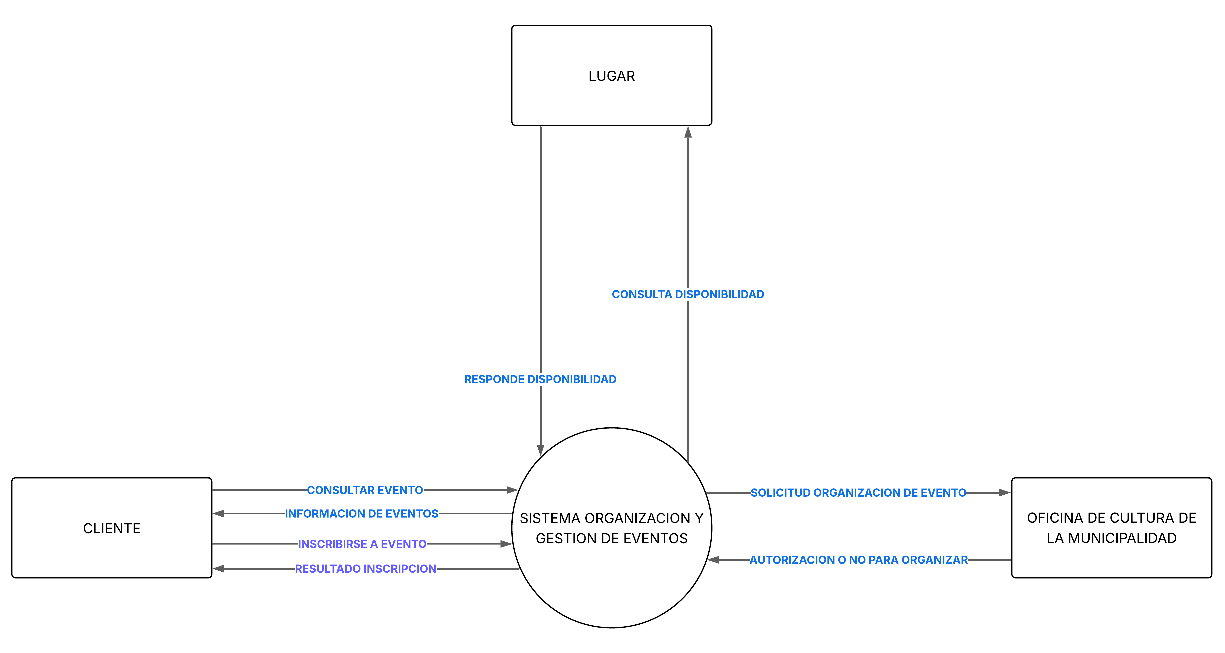 LUGAR
CONSULTA DISPONIBILIDAD
RESPONDE DISPONIBILIDAD
CLIENTE
CONSULTAR EVENTO
INFORMACION DE EVENTOS
INSCRIBIRSE A EVENTO
RESULTADO INSCRIPCION
SISTEMA ORGANIZACION Y
GESTION DE EVENTOS
SOLICITUD ORGANIZACION DE EVENTO
AUTORIZACION O NO PARA ORGANIZAR
OFICINA DE CULTURA DE
LA MUNICIPALIDAD